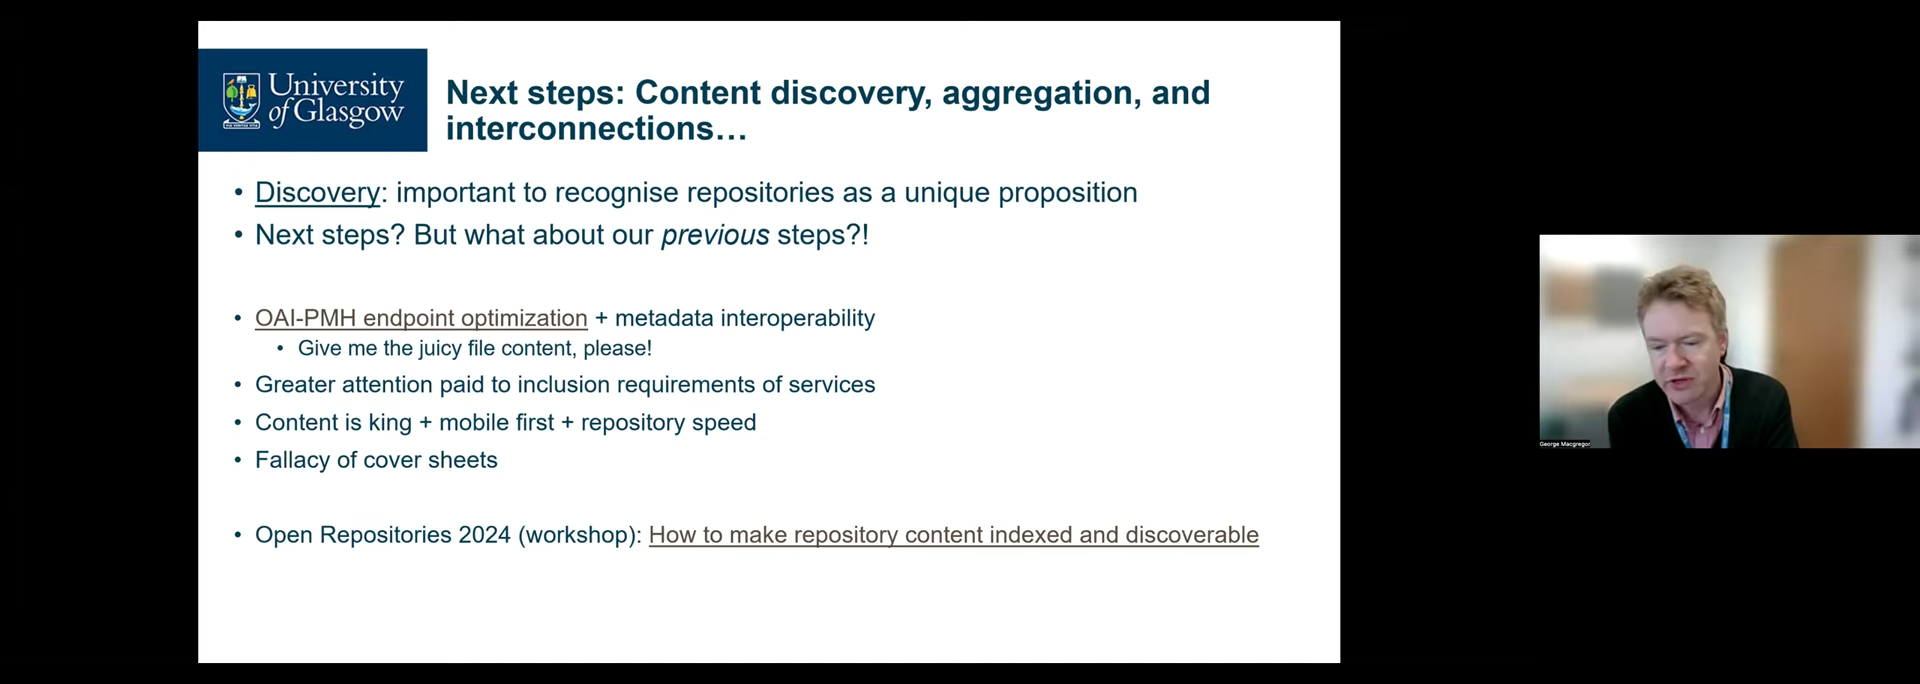 University
of Glasgow
Next steps: Content discovery, aggregation, and
interconnections…
• Discovery: important to recognise repositories as a unique proposition
• Next steps? But what about our previous steps?!
• OAI-PMH endpoint optimization + metadata interoperability
• Give me the juicy file content, please!
• Greater attention paid to inclusion requirements of services
• Content is king + mobile first + repository speed
• Fallacy of cover sheets
• Open Repositories 2024 (workshop): How to make repository content indexed and discoverable
George Macgregor